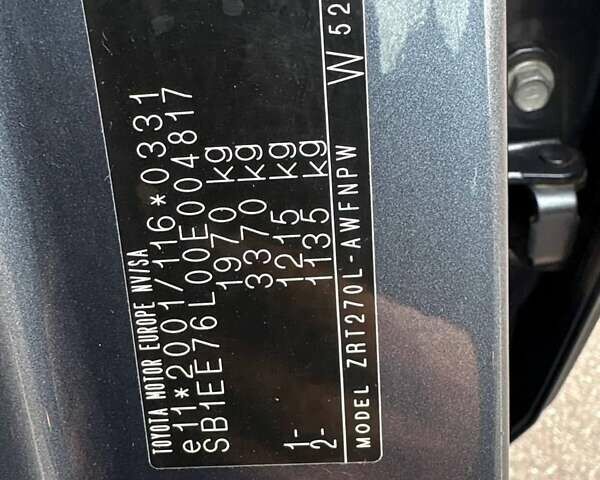 TOYOTA MOTOR EUROPE NV/SA
e11*2001/116*0331
SB1EE76L00E004817
1970 kg
3370 kg
1- 1215 kg
2- 1135 kg
MODEL ZRT270L-AWFNPW W 52